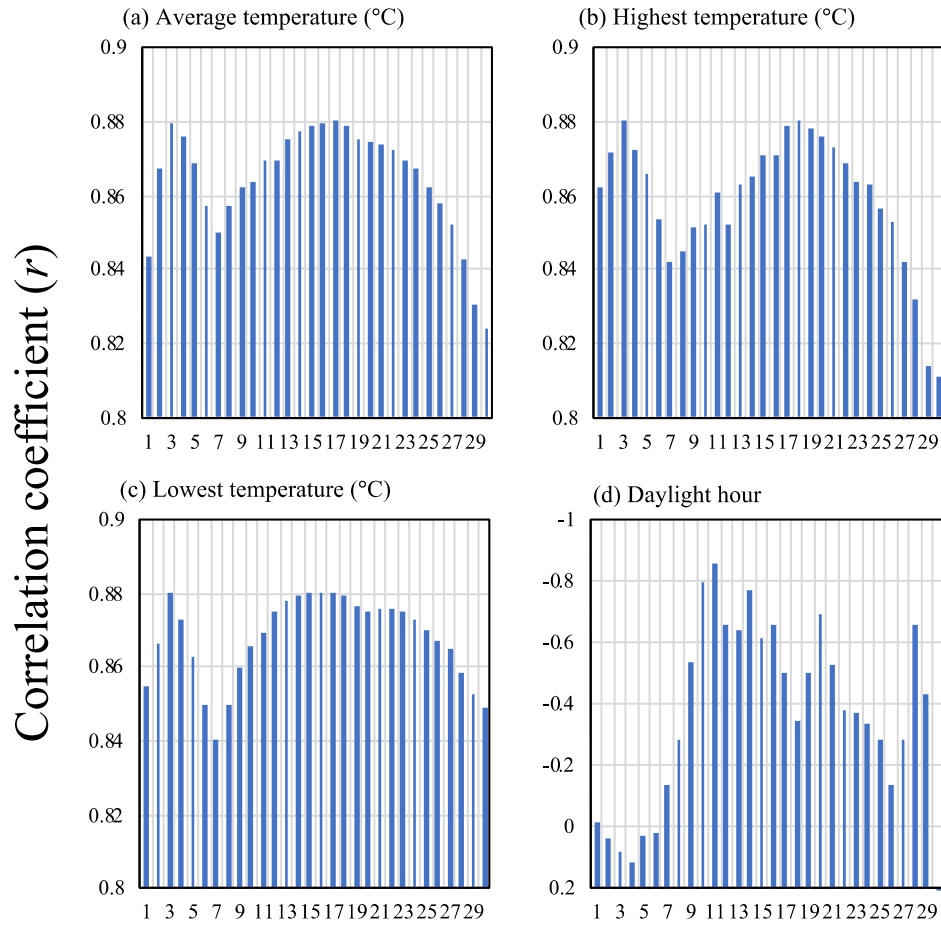 (a) Average temperature (°C)
0.9
0.88
0.86
0.84
0.82
0.8
1 3 5 7 9 11 13 15 17 19 21 23 25 27 29
(b) Highest temperature (°C)
0.9
0.88
0.86
0.84
0.82
0.8
1 3 5 7 9 11 13 15 17 19 21 23 25 27 29
Correlation coefficient (r)
(c) Lowest temperature (°C)
0.9
0.88
0.86
0.84
0.82
0.8
1 3 5 7 9 11 13 15 17 19 21 23 25 27 29
(d) Daylight hour
-1
-0.8
-0.6
-0.4
-0.2
0
0.2
1 3 5 7 9 11 13 15 17 19 21 23 25 27 29